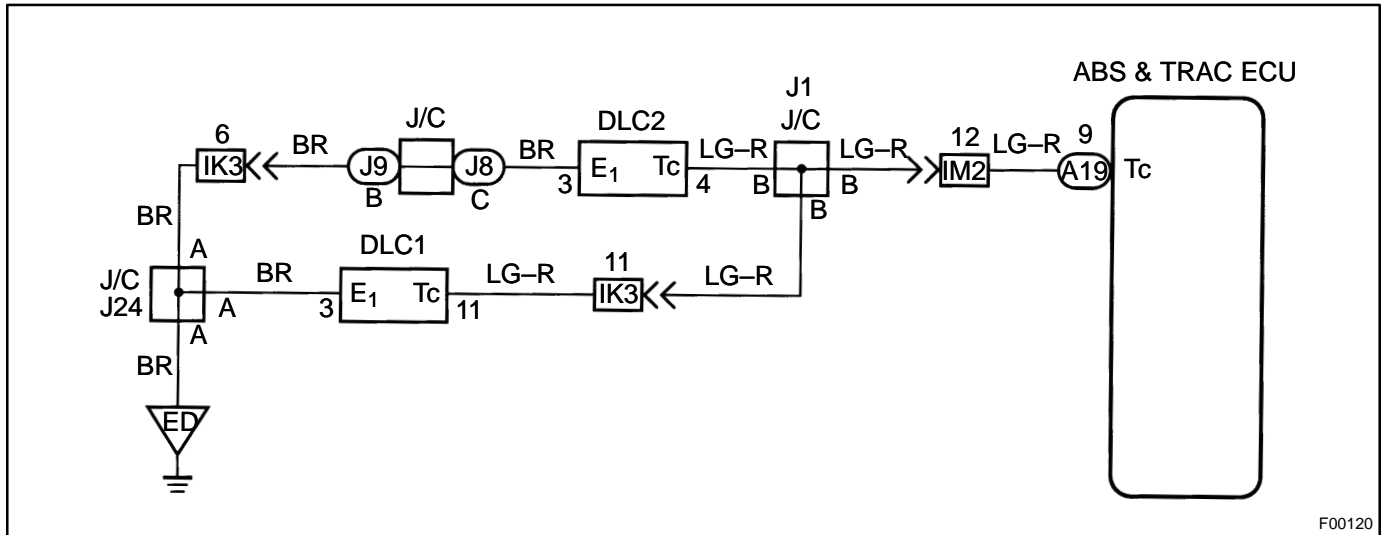 ABS & TRAC ECU
J1
J/C
DLC2
J/C
6
12
9
IK3
BR
J9
J8
BR
E1
Tc
LG–R
LG–R
IM2
LG–R
A19
Tc
B
C
3
4
B
B
B
BR
A
DLC1
11
J/C
J24
BR
E1
Tc
LG–R
IK3
LG–R
A
3
11
A
BR
ED
F00120